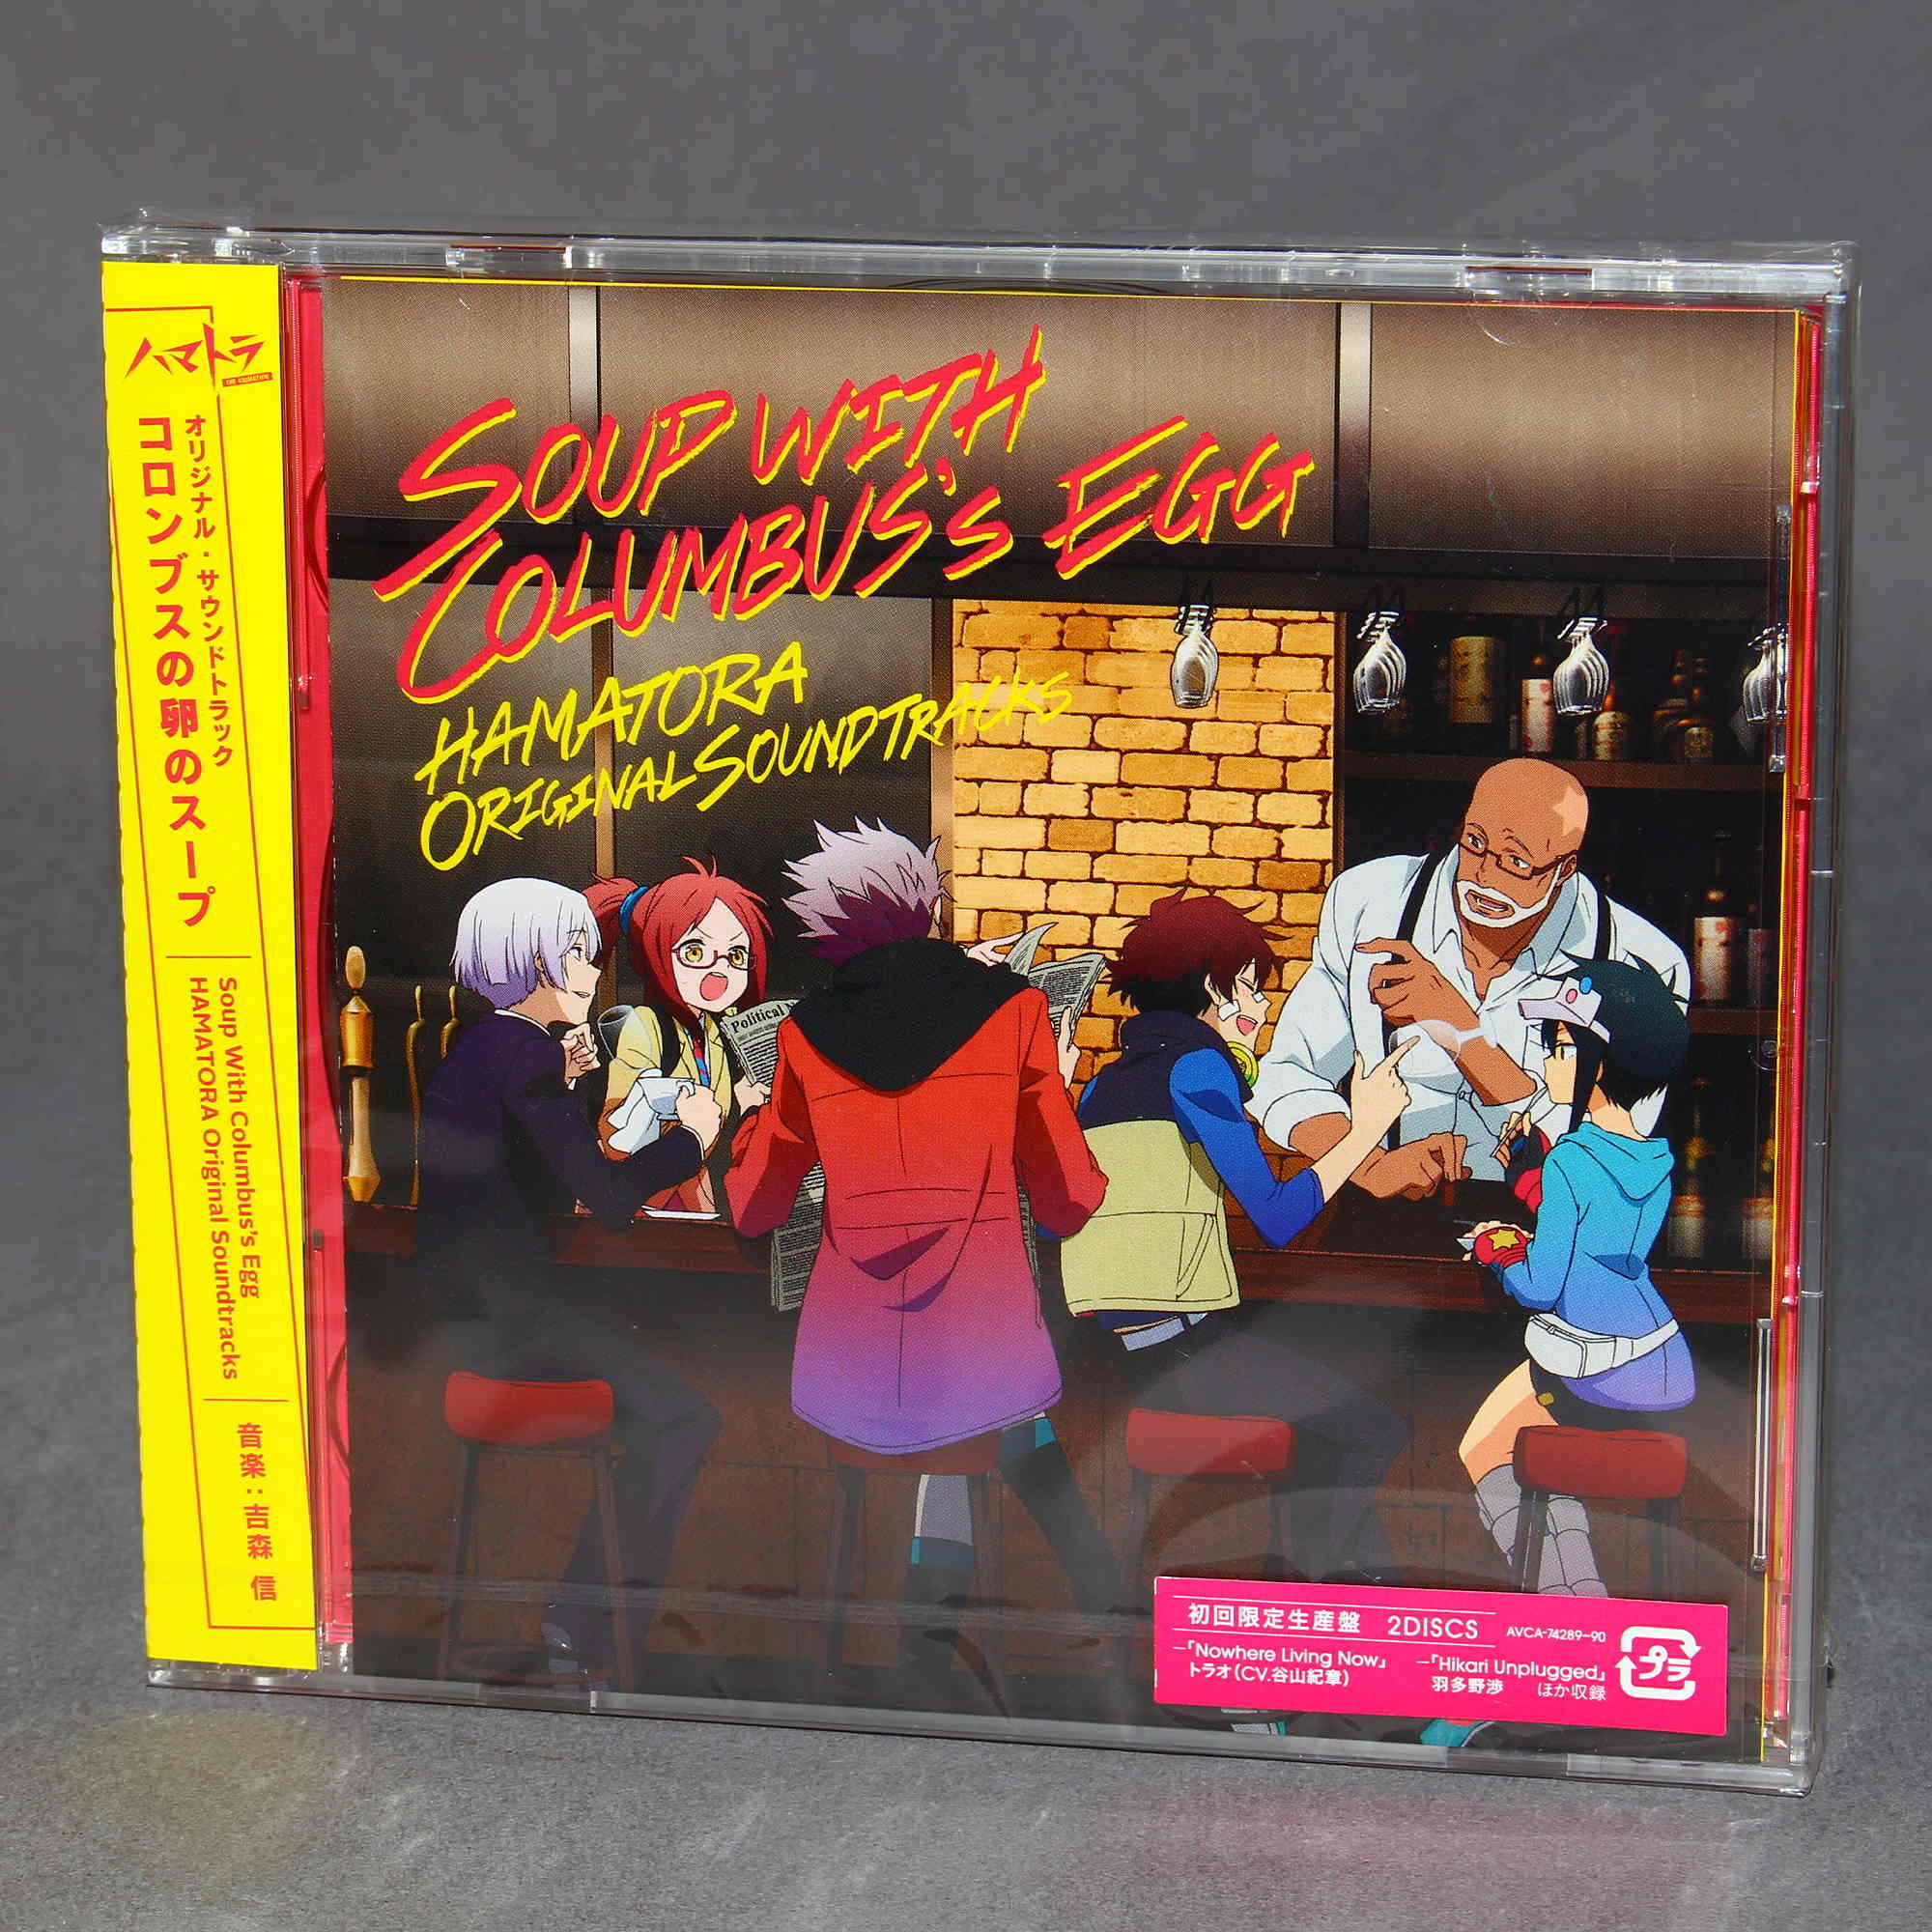 ハマトラ
THE ANIMATION
オリジナル・サウンドトラック
コロンブスの卵のスープ
Soup With Columbus's Egg
HAMATORA Original Soundtracks
音楽：吉森 信
SOUP WITH
COLUMBUS'S EGG
HAMATORA
ORIGINAL SOUNDTRACKS
Political
初回限定生産盤 2DISCS AVCA-74289~90
─「Nowhere Living Now」
トラオ（CV.谷山紀章）
─「Hikari Unplugged」
羽多野渉 ほか収録
プラ